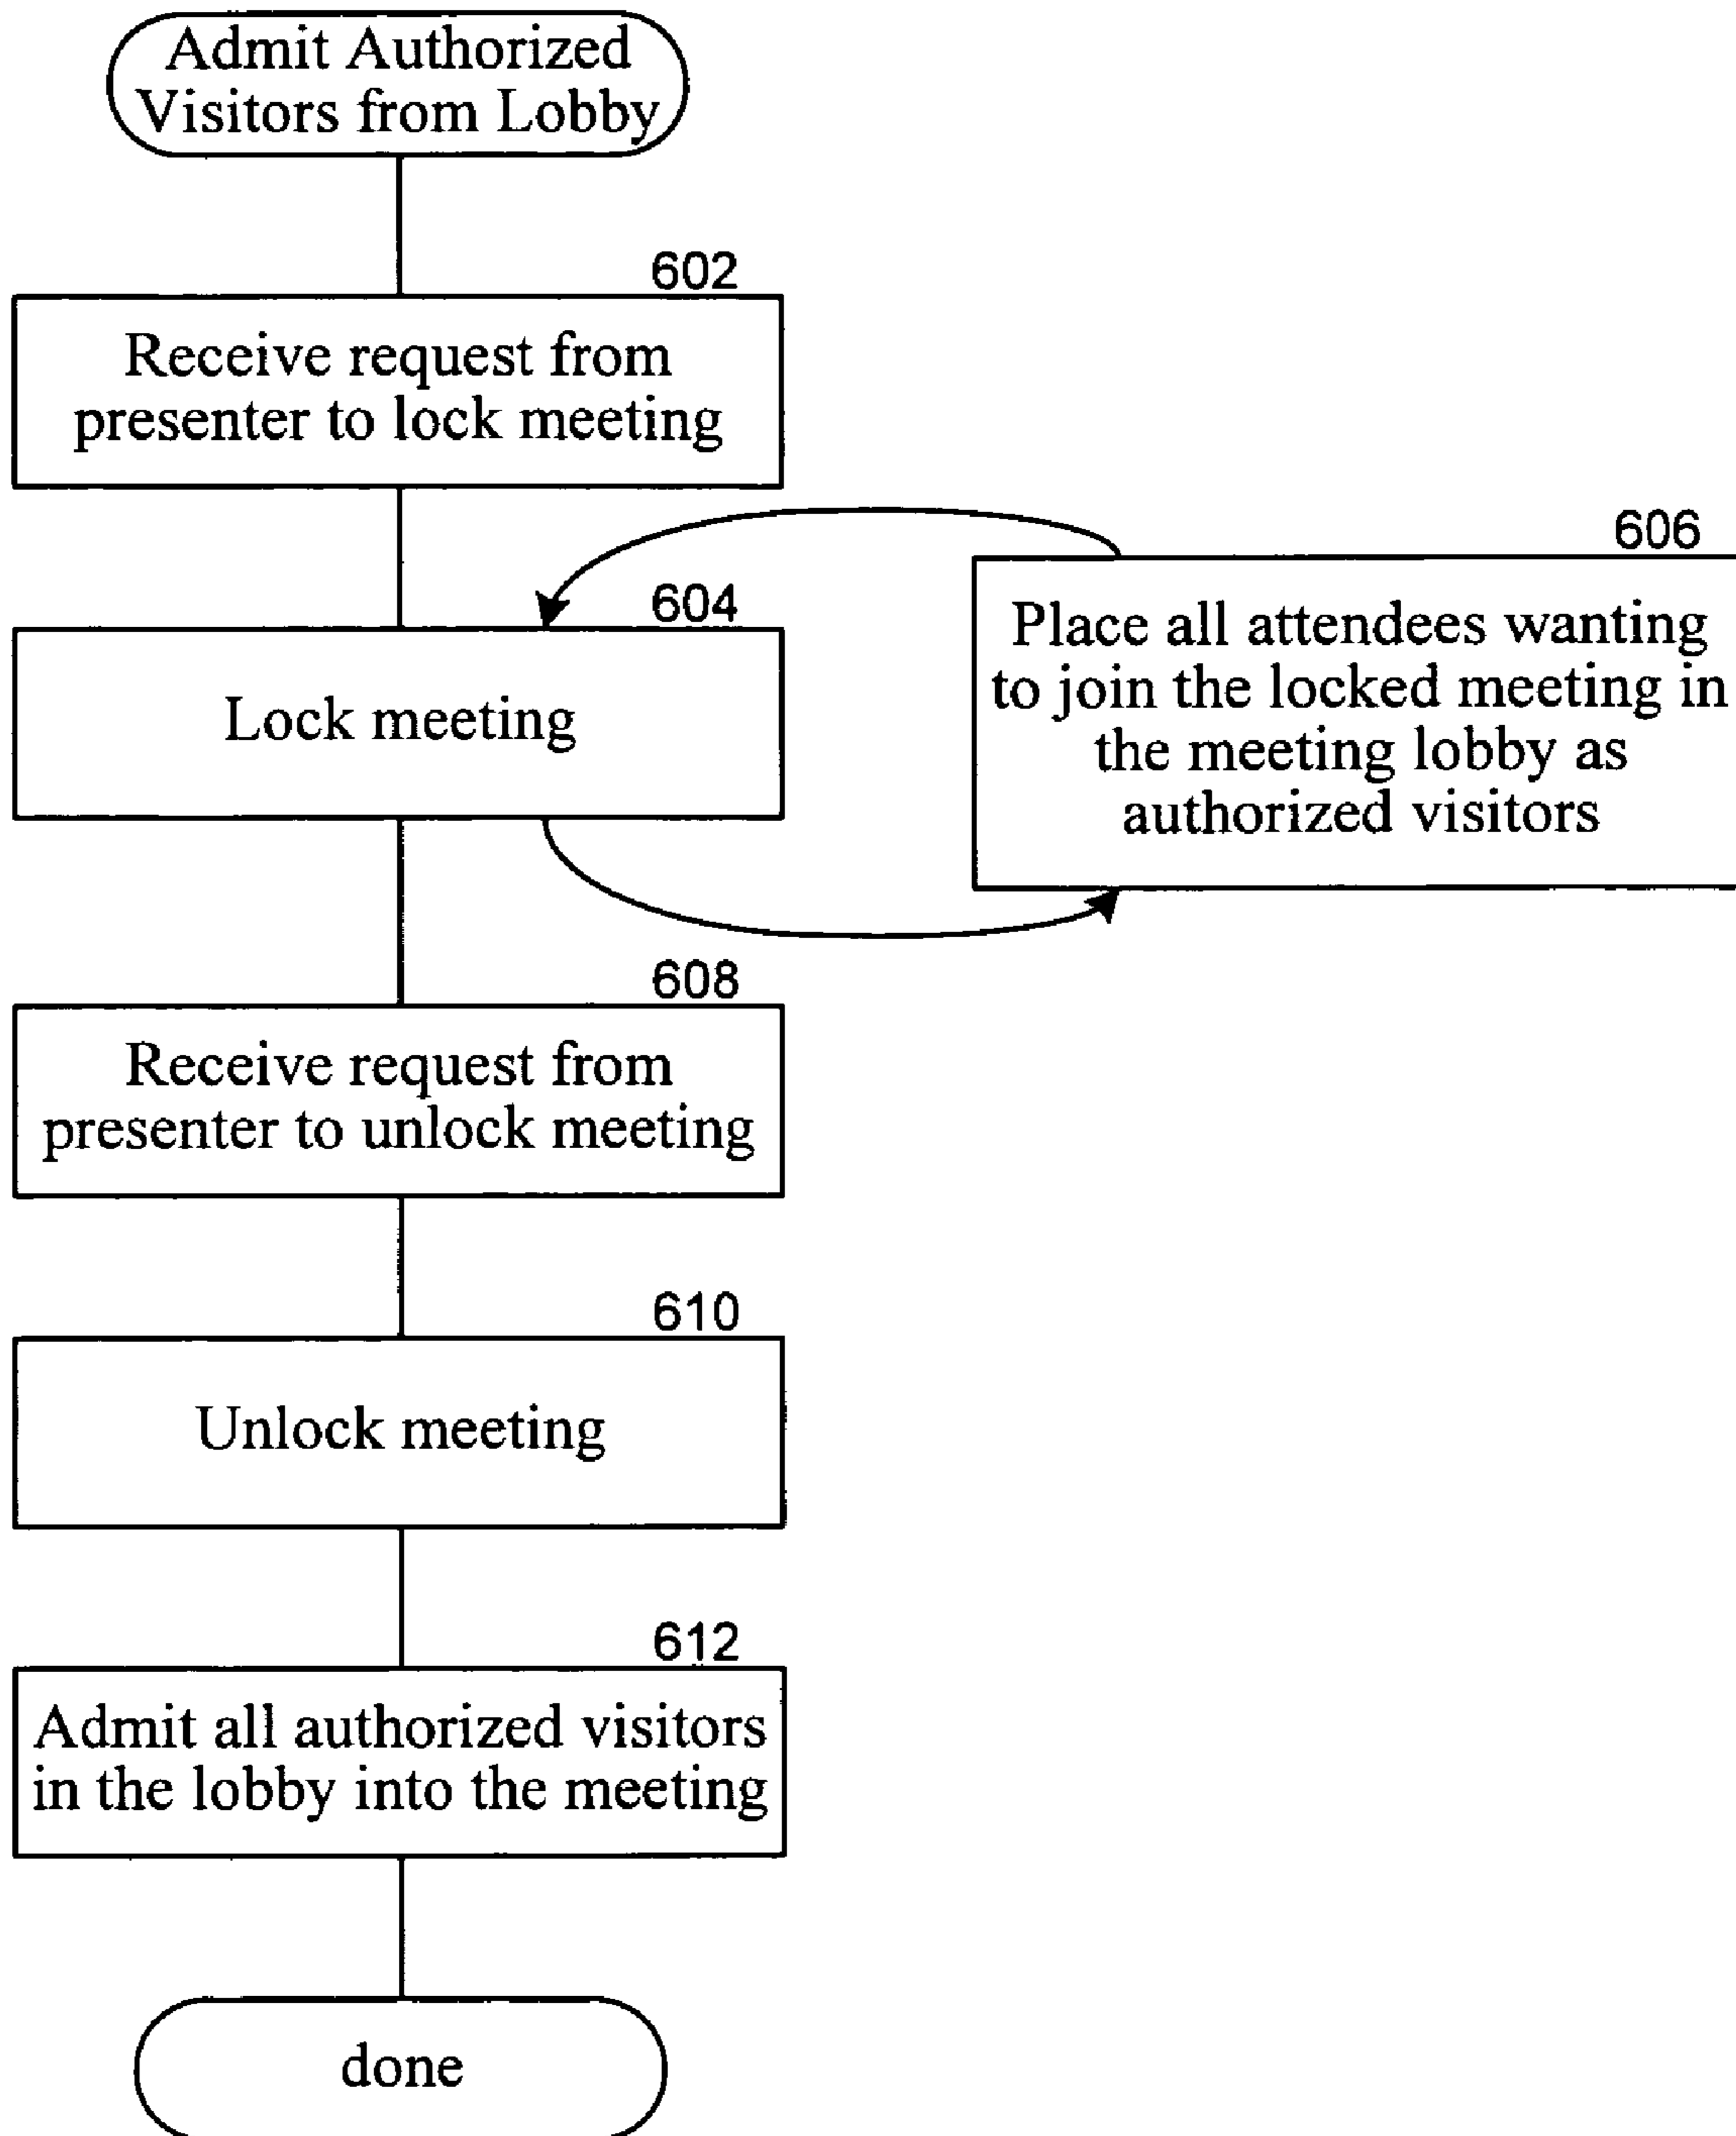 Admit Authorized
Visitors from Lobby
602
Receive request from
presenter to lock meeting
604
Lock meeting
606
Place all attendees wanting
to join the locked meeting in
the meeting lobby as
authorized visitors
608
Receive request from
presenter to unlock meeting
610
Unlock meeting
612
Admit all authorized visitors
in the lobby into the meeting
done